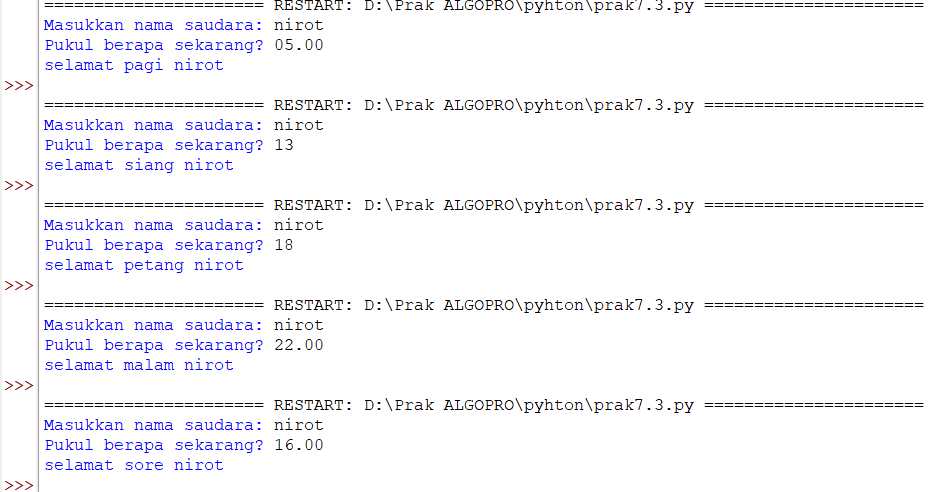 ====================== RESTART: D:\Prak ALGOPRO\pyhton\prak7.3.py ======================
Masukkan nama saudara: nirot
Pukul berapa sekarang? 05.00
selamat pagi nirot
>>>
====================== RESTART: D:\Prak ALGOPRO\pyhton\prak7.3.py ======================
Masukkan nama saudara: nirot
Pukul berapa sekarang? 13
selamat siang nirot
>>>
====================== RESTART: D:\Prak ALGOPRO\pyhton\prak7.3.py ======================
Masukkan nama saudara: nirot
Pukul berapa sekarang? 18
selamat petang nirot
>>>
====================== RESTART: D:\Prak ALGOPRO\pyhton\prak7.3.py ======================
Masukkan nama saudara: nirot
Pukul berapa sekarang? 22.00
selamat malam nirot
>>>
====================== RESTART: D:\Prak ALGOPRO\pyhton\prak7.3.py ======================
Masukkan nama saudara: nirot
Pukul berapa sekarang? 16.00
selamat sore nirot
>>>